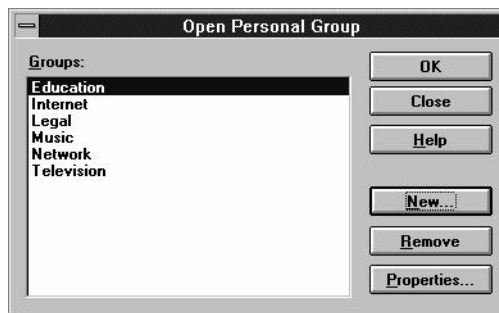 Open Personal Group
Groups:
Education
Internet
Legal
Music
Network
Television
OK
Close
Help
New...
Remove
Properties...